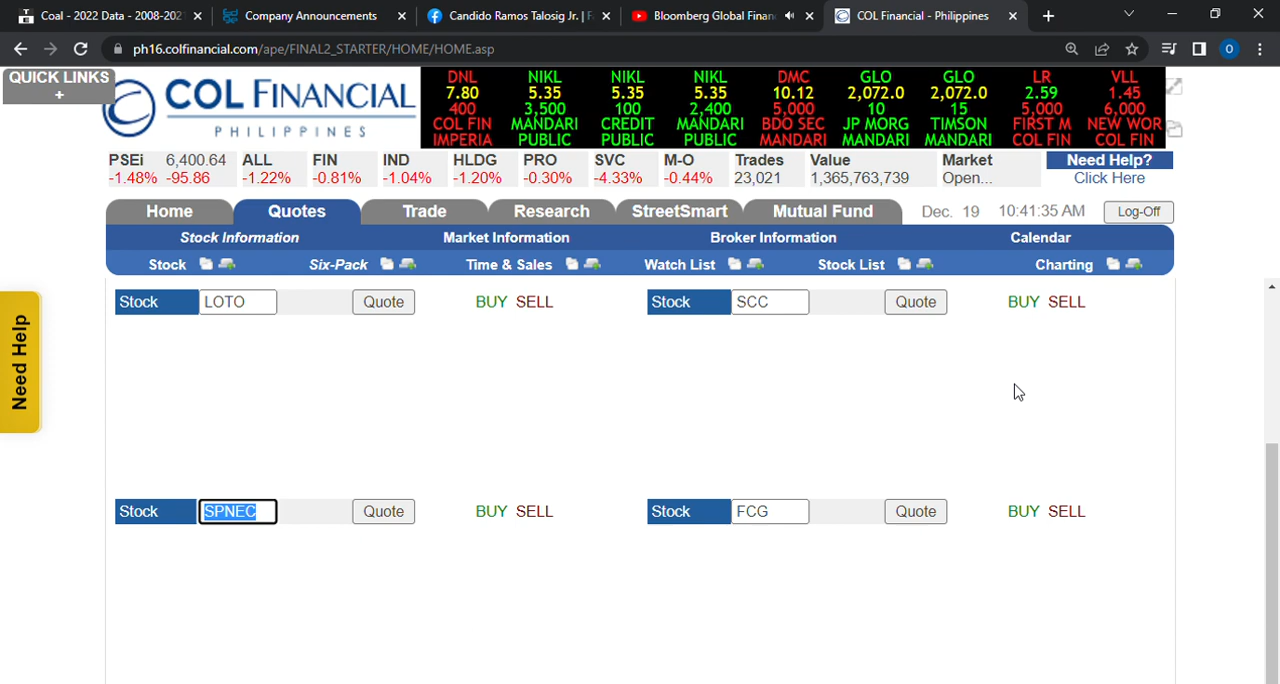 Coal - 2022 Data - 2008-202
Company Announcements
Candido Ramos Talosig Jr. | F
Bloomberg Global Finan
COL Financial - Philippines
ph16.colfinancial.com/ape/FINAL2_STARTER/HOME/HOME.asp
O
QUICK LINKS
+
COL FINANCIAL
PHILIPPINES
DNL NIKL NIKL NIKL DMC GLO GLO LR VLL
7.80 5.35 5.35 5.35 10.12 2,072.0 2,072.0 2.59 1.45
400 3,500 100 2,400 5,000 10 15 5,000 6,000
COL FIN MANDARI CREDIT MANDARI BDO SEC JP MORG TIMSON FIRST M NEW WOR
IMPERIA PUBLIC PUBLIC PUBLIC MANDARI MANDARI MANDARI COL FIN COL FIN
PSEi 6,400.64 ALL FIN IND HLDG PRO SVC M-O Trades Value Market Need Help?
-1.48% -95.86 -1.22% -0.81% -1.04% -1.20% -0.30% -4.33% -0.44% 23,021 1,365,763,739 Open... Click Here
Home Quotes Trade Research StreetSmart Mutual Fund Dec. 19 10:41:35 AM Log-Off
Stock Information Market Information Broker Information Calendar
Stock Six-Pack Time & Sales Watch List Stock List Charting
Need Help
Stock LOTO Quote BUY SELL Stock SCC Quote BUY SELL
Stock SPNEC Quote BUY SELL Stock FCG Quote BUY SELL